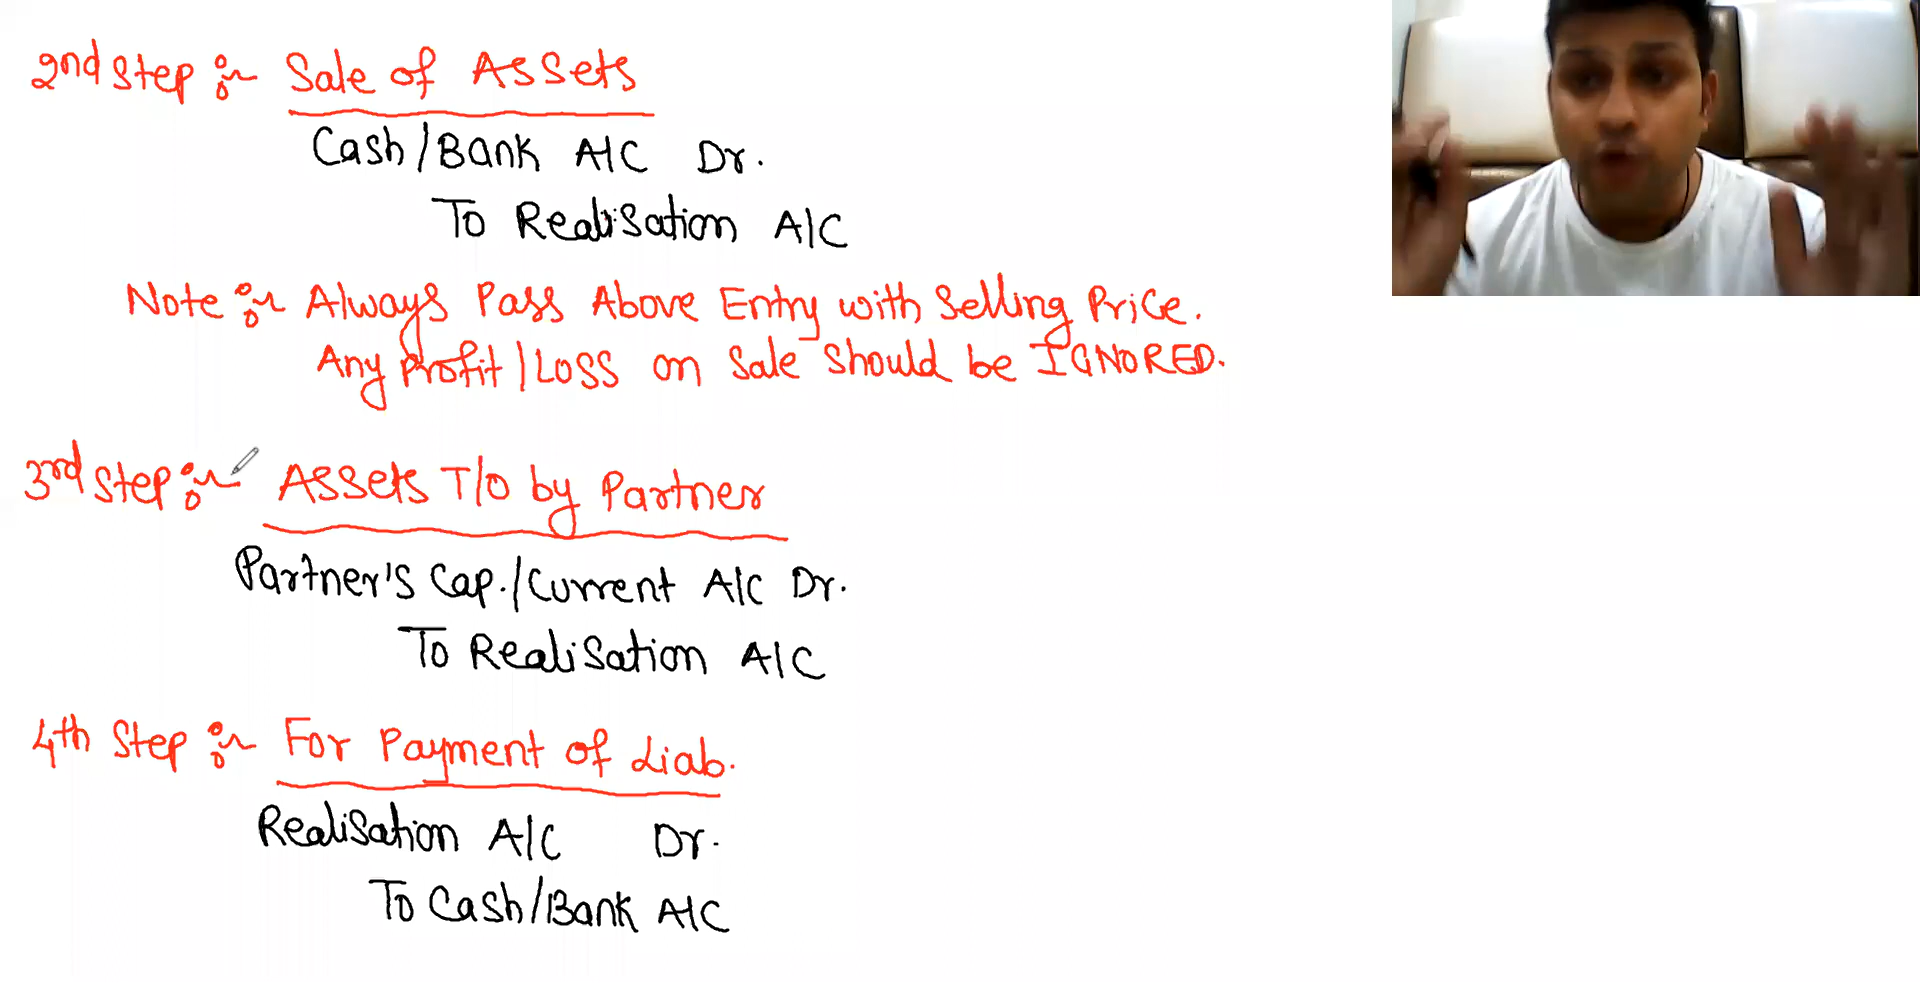 2nd Step :- Sale of Assets
Cash/Bank A/C Dr.
To Realisation A/C
Note :- Always Pass Above Entry with Selling Price.
Any Profit/Loss on Sale Should be IGNORED.
3rd Step :- Assets T/O by Partner
Partner's Cap./Current A/C Dr.
To Realisation A/C
4th Step :- For Payment of Liab.
Realisation A/C Dr.
To Cash/Bank A/C